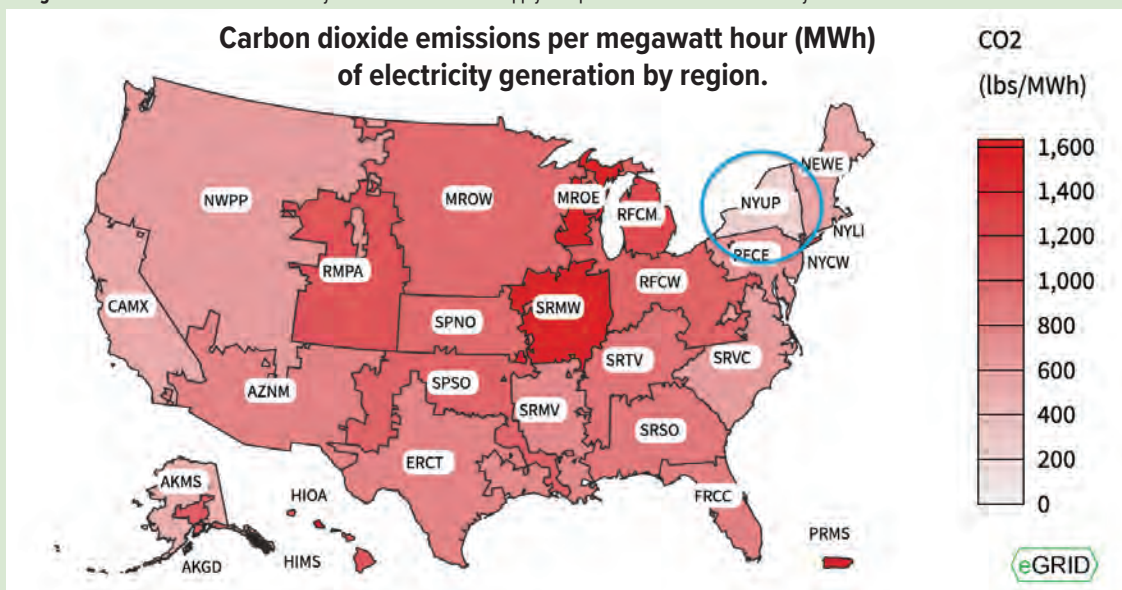 Carbon dioxide emissions per megawatt hour (MWh)
of electricity generation by region.
CO2
(lbs/MWh)
1,600
1,400
1,200
1,000
800
600
400
200
0
NEWE
NWPP
MROW
MROE
RFCM
NYUP
NYLI
NYCW
RFCE
RMPA
RFCW
CAMX
SRMW
SPNO
SRTV
SRVC
AZNM
SPSO
SRMV
SRSO
ERCT
AKMS
HIOA
FRCC
PRMS
AKGD
HIMS
eGRID